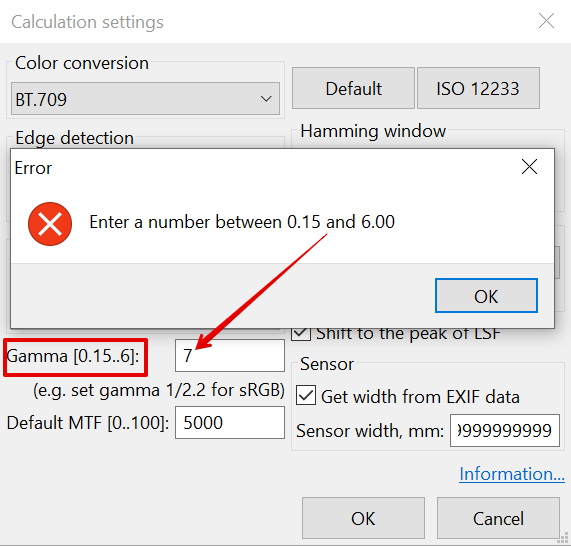 Calculation settings
Color conversion
BT.709
Default
ISO 12233
Edge detection
Hamming window
Error
Enter a number between 0.15 and 6.00
OK
Shift to the peak of LSF
Gamma [0.15..6]:
7
(e.g. set gamma 1/2.2 for sRGB)
Default MTF [0..100]:
5000
Sensor
Get width from EXIF data
Sensor width, mm:
9999999999
Information...
OK
Cancel